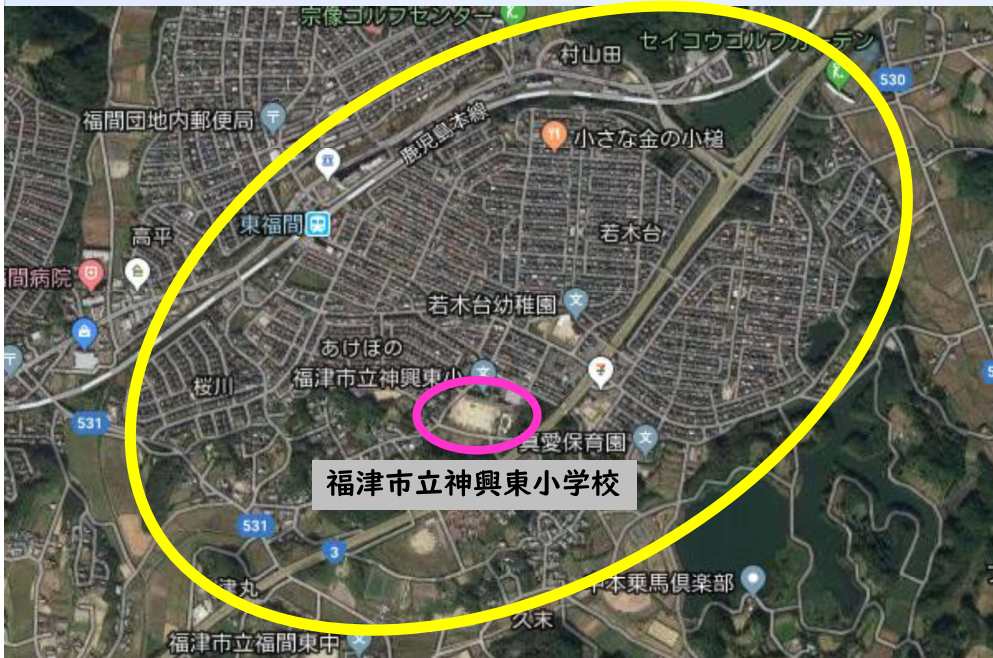 宗像ゴルフセンター
セイコウゴルフガーデン
村山田
530
福間団地内郵便局
鹿児島本線
小さな金の小槌
東福間
高平
若木台
間病院
若木台幼稚園
あけぼの
福津市立神興東小
桜川
531
真愛保育園
福津市立神興東小学校
531
3
津丸
本乗馬倶楽部
久末
福津市立福間東中